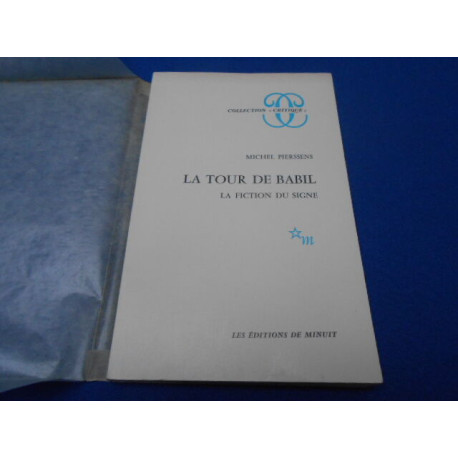 COLLECTION « CRITIQUE »
MICHEL PIERSSENS
LA TOUR DE BABIL
LA FICTION DU SIGNE
m
LES ÉDITIONS DE MINUIT